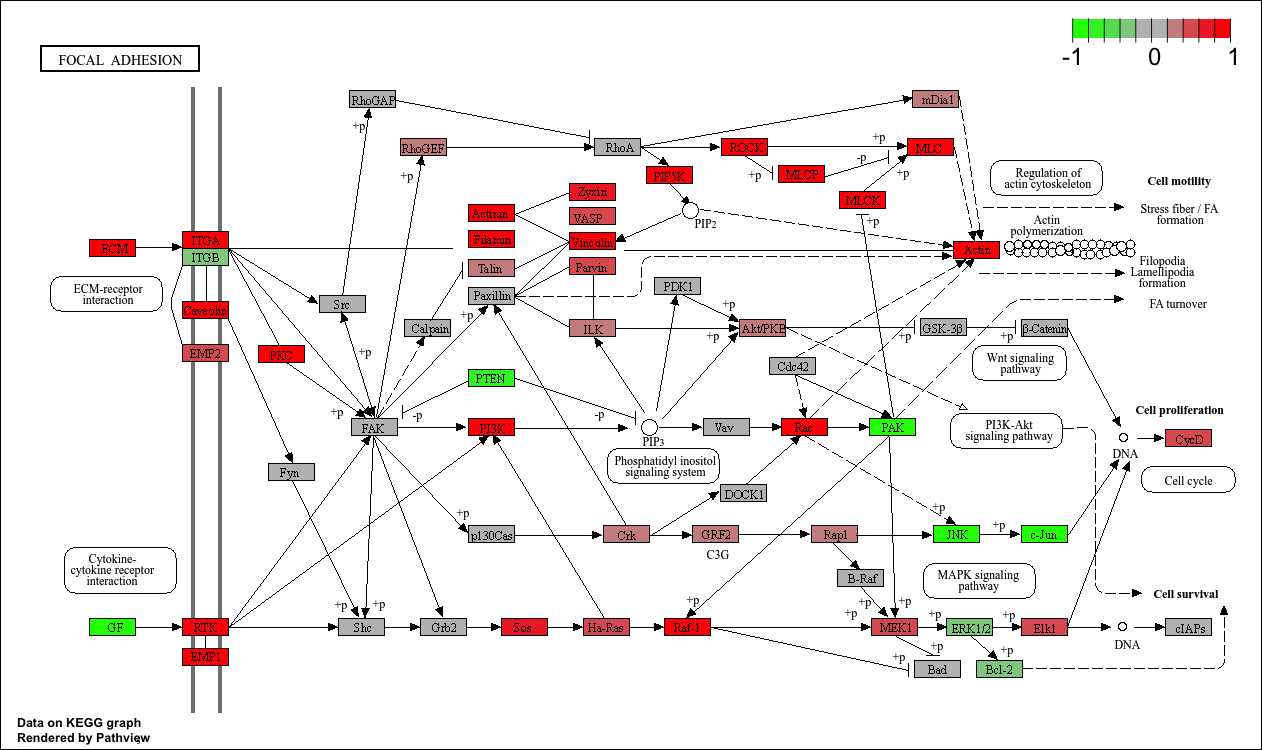 -1 0 1
FOCAL ADHESION
RhoGAP
mDia1
+p
RhoGEF
RhoA
ROCK
+p
MLC
+p
-p
MLCP
+p
PIP5K
+p
MLCK
+p
Regulation of
actin cytoskeleton
Cell motility
Zyxin
Actinin
VASP
PIP2
Stress fiber / FA
formation
Actin
polymerization
ECM
ITGA
ITGB
Filamin
Vinculin
Actin
Talin
Parvin
Filopodia
Lamellipodia
formation
ECM-receptor
interaction
Paxillin
PDK1
FA turnover
Caveolin
Src
+p
Calpain
ILK
+p
+p
Akt/PKB
GSK-3β
+p
+p
β-Catenin
EMP2
PKC
+p
Cdc42
Wnt signaling
pathway
PTEN
-p
-p
+p
FAK
PI3K
PIP3
Vav
Rac
PAK
PI3K-Akt
signaling pathway
Cell proliferation
CycD
DNA
Fyn
Phosphatidyl inositol
signaling system
Cell cycle
DOCK1
+p
p130Cas
Crk
GRF2
C3G
Rap1
JNK
+p
c-Jun
Cytokine-
cytokine receptor
interaction
B-Raf
MAPK signaling
pathway
Cell survival
+p
+p
+p
+p
+p
+p
+p
+p
GF
RTK
Shc
Grb2
Sos
Ha-Ras
Raf-1
MEK1
ERK1/2
Elk1
DNA
cIAPs
EMP1
+p
+p
+p
Bad
Bcl-2
Data on KEGG graph
Rendered by Pathview